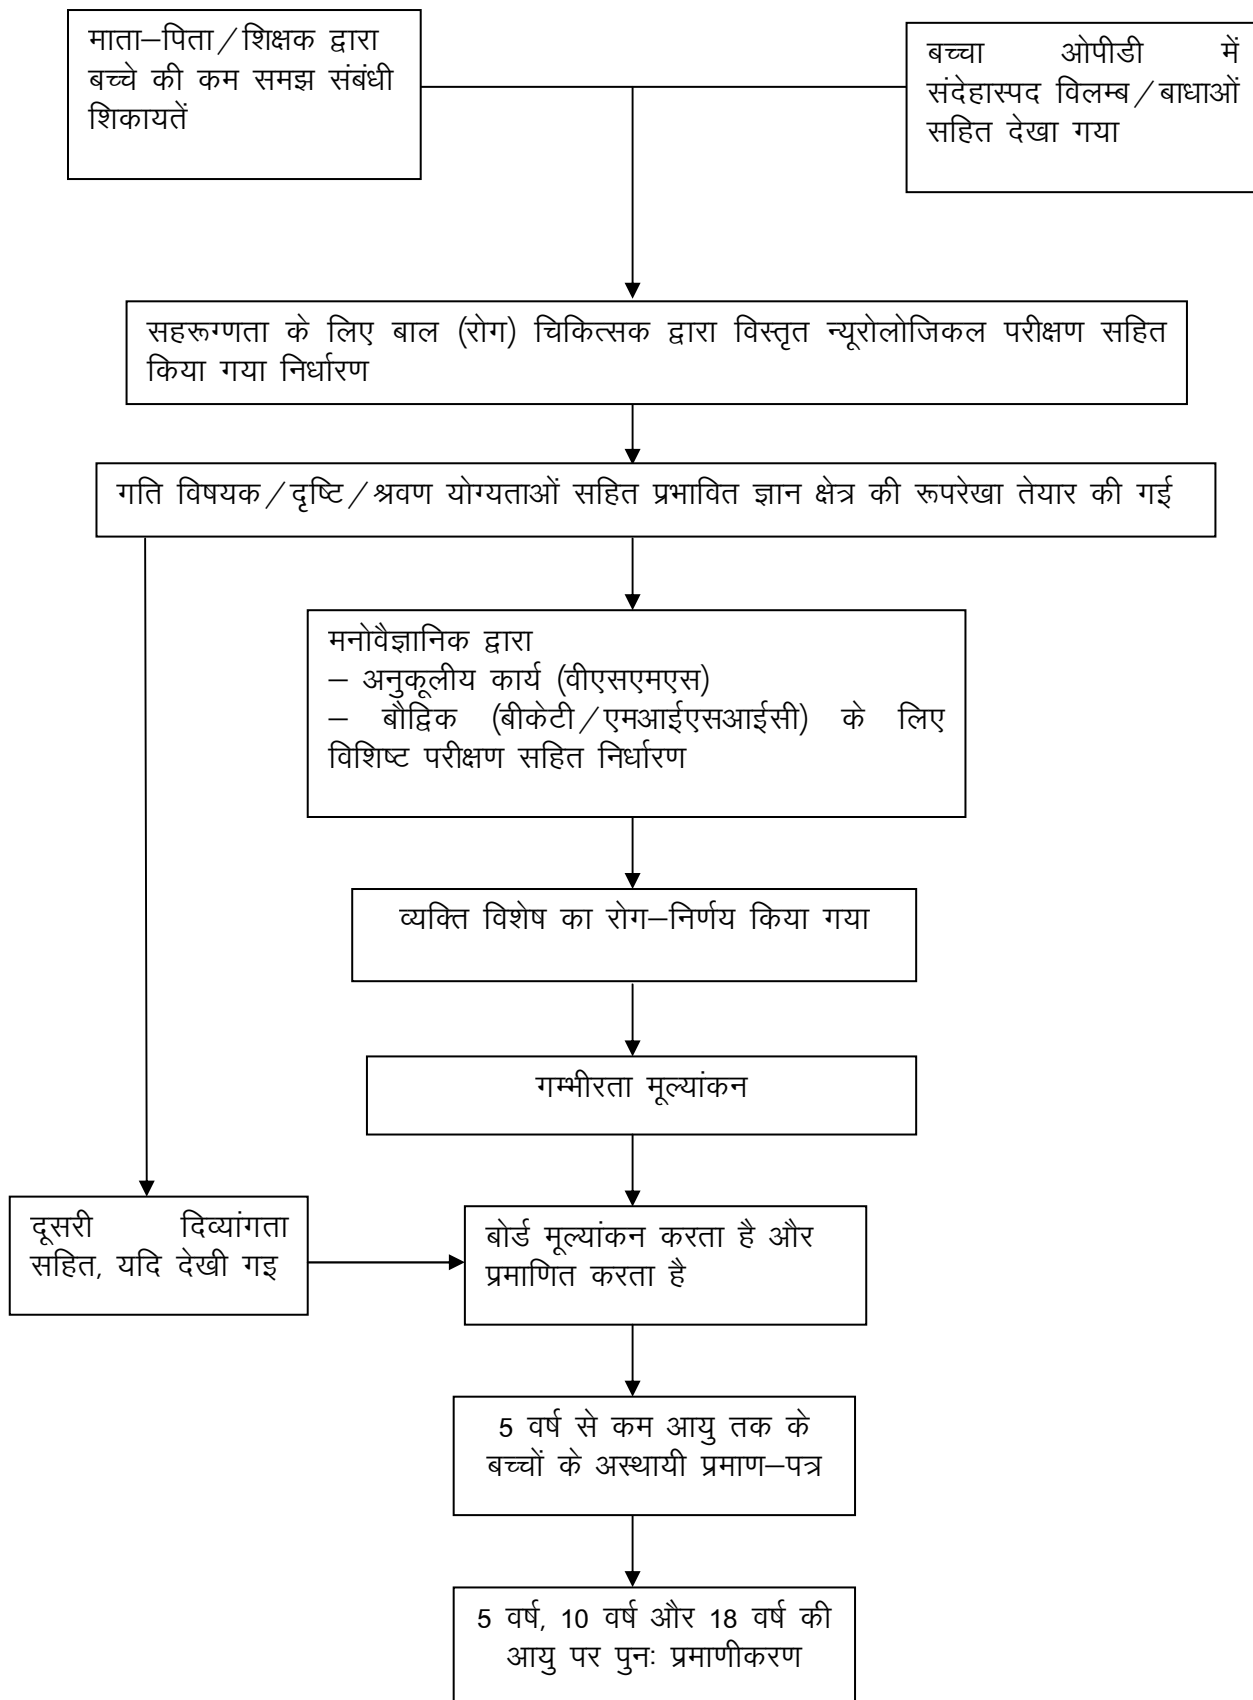 माता–पिता/शिक्षक द्वारा
बच्चे की कम समझ संबंधी
शिकायतें
बच्चा ओपीडी में
संदेहास्पद विलम्ब/बाधाओं
सहित देखा गया
सहरूग्णता के लिए बाल (रोग) चिकित्सक द्वारा विस्तृत न्यूरोलोजिकल परीक्षण सहित
किया गया निर्धारण
गति विषयक/दृष्टि/श्रवण योग्यताओं सहित प्रभावित ज्ञान क्षेत्र की रूपरेखा तेयार की गई
मनोवैज्ञानिक द्वारा
– अनुकूलीय कार्य (वीएसएमएस)
– बौद्विक (बीकेटी/एमआईएसआईसी) के लिए
विशिष्ट परीक्षण सहित निर्धारण
व्यक्ति विशेष का रोग–निर्णय किया गया
गम्भीरता मूल्यांकन
दूसरी दिव्यांगता
सहित, यदि देखी गइ
बोर्ड मूल्यांकन करता है और
प्रमाणित करता है
5 वर्ष से कम आयु तक के
बच्चों के अस्थायी प्रमाण–पत्र
5 वर्ष, 10 वर्ष और 18 वर्ष की
आयु पर पुनः प्रमाणीकरण